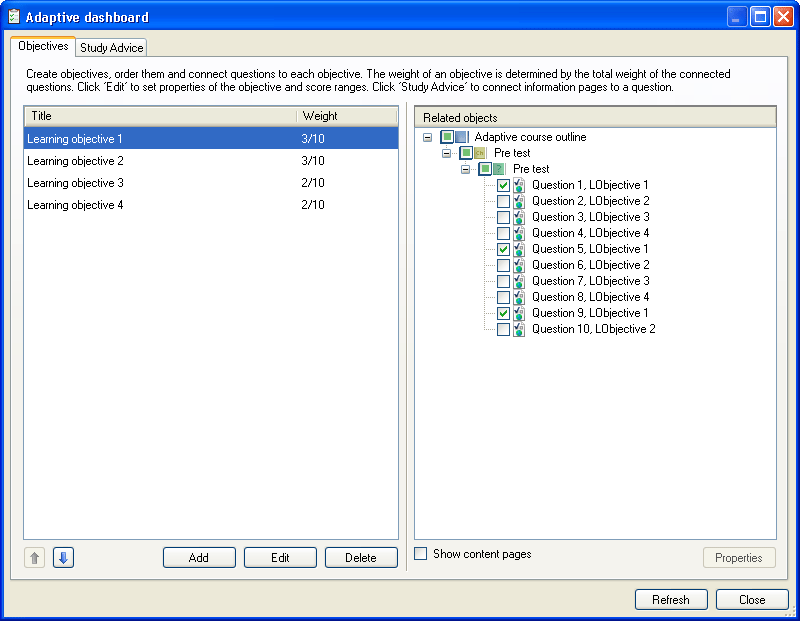 Adaptive dashboard
Objectives
Study Advice
Create objectives, order them and connect questions to each objective. The weight of an objective is determined by the total weight of the connected
questions. Click 'Edit' to set properties of the objective and score ranges. Click 'Study Advice' to connect information pages to a question.
Title Weight
Learning objective 1 3/10
Learning objective 2 3/10
Learning objective 3 2/10
Learning objective 4 2/10
Related objects
Adaptive course outline
Pre test
Pre test
Question 1, LObjective 1
Question 2, LObjective 2
Question 3, LObjective 3
Question 4, LObjective 4
Question 5, LObjective 1
Question 6, LObjective 2
Question 7, LObjective 3
Question 8, LObjective 4
Question 9, LObjective 1
Question 10, LObjective 2
Add Edit Delete
Show content pages
Properties
Refresh Close